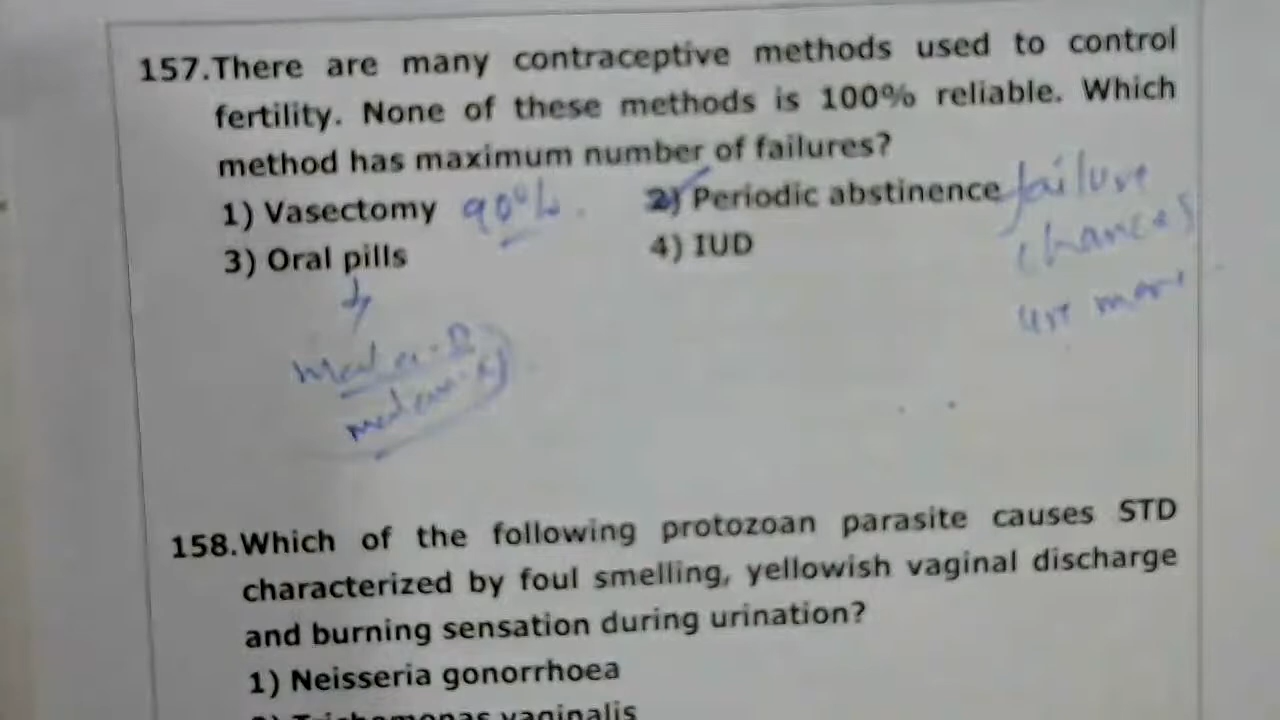 157.There are many contraceptive methods used to control
fertility. None of these methods is 100% reliable. Which
method has maximum number of failures?
1) Vasectomy 90%. 2) Periodic abstinence failure
chances
3) Oral pills 4) IUD
are more
158.Which of the following protozoan parasite causes STD
characterized by foul smelling, yellowish vaginal discharge
and burning sensation during urination?
1) Neisseria gonorrhoea
2) Trichomonas vaginalis